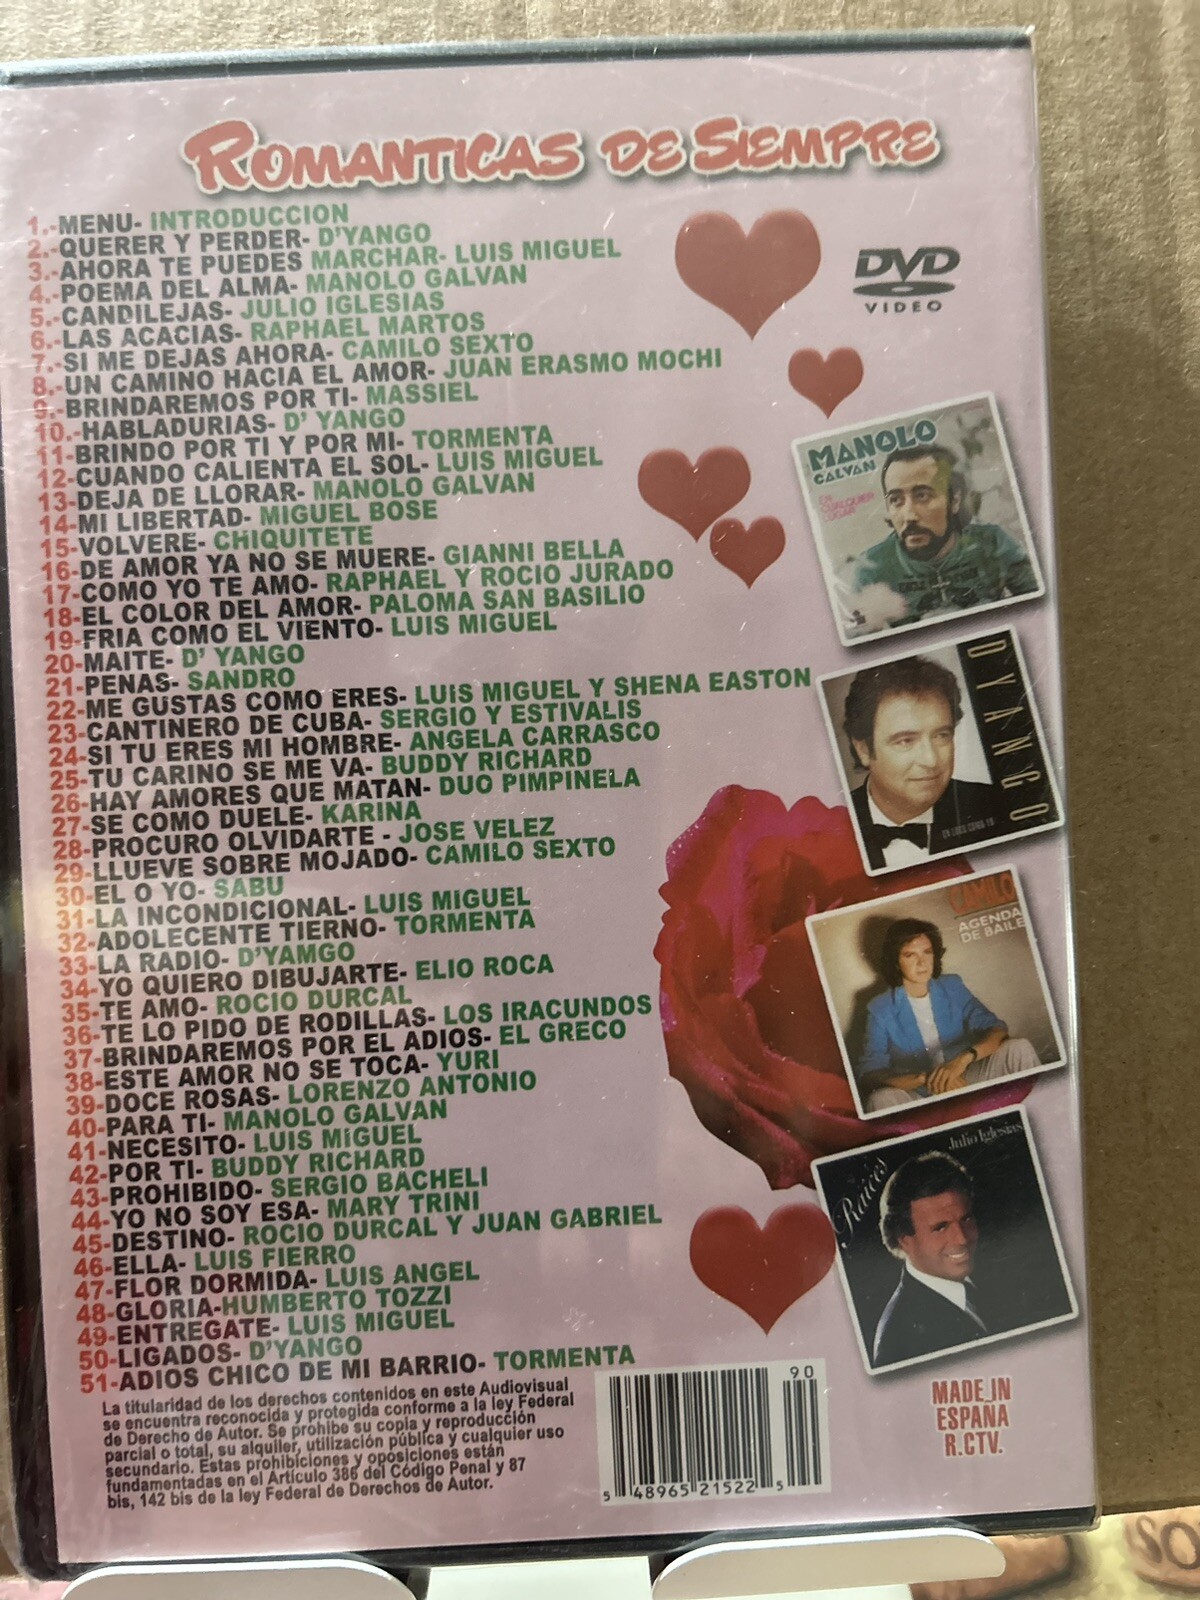 ROMANTICAS DE SIEMPRE
1.-MENU- INTRODUCCION
2.-QUERER Y PERDER- D'YANGO
3.-AHORA TE PUEDES MARCHAR- LUIS MIGUEL
4.-POEMA DEL ALMA- MANOLO GALVAN
5.-CANDILEJAS- JULIO IGLESIAS
6.-LAS ACACIAS- RAPHAEL MARTOS
7.-SI ME DEJAS AHORA- CAMILO SEXTO
8.-UN CAMINO HACIA EL AMOR- JUAN ERASMO MOCHI
9.-BRINDAREMOS POR TI- MASSIEL
10.-HABLADURIAS- D' YANGO
11-BRINDO POR TI Y POR MI- TORMENTA
12-CUANDO CALIENTA EL SOL- LUIS MIGUEL
13-DEJA DE LLORAR- MANOLO GALVAN
14-MI LIBERTAD- MIGUEL BOSE
15-VOLVERE- CHIQUITETE
16-DE AMOR YA NO SE MUERE- GIANNI BELLA
17-COMO YO TE AMO- RAPHAEL Y ROCIO JURADO
18-EL COLOR DEL AMOR- PALOMA SAN BASILIO
19-FRIA COMO EL VIENTO- LUIS MIGUEL
20-MAITE- D' YANGO
21-PENAS- SANDRO
22-ME GUSTAS COMO ERES- LUIS MIGUEL Y SHENA EASTON
23-CANTINERO DE CUBA- SERGIO Y ESTIVALIS
24-SI TU ERES MI HOMBRE- ANGELA CARRASCO
25-TU CARINO SE ME VA- BUDDY RICHARD
26-HAY AMORES QUE MATAN- DUO PIMPINELA
27-SE COMO DUELE- KARINA
28-PROCURO OLVIDARTE - JOSE VELEZ
29-LLUEVE SOBRE MOJADO- CAMILO SEXTO
30-EL O YO- SABU
31-LA INCONDICIONAL- LUIS MIGUEL
32-ADOLECENTE TIERNO- TORMENTA
33-LA RADIO- D'YAMGO
34-YO QUIERO DIBUJARTE- ELIO ROCA
35-TE AMO- ROCIO DURCAL
36-TE LO PIDO DE RODILLAS- LOS IRACUNDOS
37-BRINDAREMOS POR EL ADIOS- EL GRECO
38-ESTE AMOR NO SE TOCA- YURI
39-DOCE ROSAS- LORENZO ANTONIO
40-PARA TI- MANOLO GALVAN
41-NECESITO- LUIS MIGUEL
42-POR TI- BUDDY RICHARD
43-PROHIBIDO- SERGIO BACHELI
44-YO NO SOY ESA- MARY TRINI
45-DESTINO- ROCIO DURCAL Y JUAN GABRIEL
46-ELLA- LUIS FIERRO
47-FLOR DORMIDA- LUIS ANGEL
48-GLORIA-HUMBERTO TOZZI
49-ENTREGATE- LUIS MIGUEL
50-LIGADOS- D'YANGO
51-ADIOS CHICO DE MI BARRIO- TORMENTA
La titularidad de los derechos contenidos en este Audiovisual
se encuentra reconocida y protegida conforme a la ley Federal
de Derecho de Autor. Se prohibe su copia y reproducción
parcial o total, su alquiler, utilización pública y cualquier uso
secundario. Estas prohibiciones y oposiciones están
fundamentadas en el Articulo 386 del Código Penal y 87
bis, 142 bis de la ley Federal de Derechos de Autor.
DVD
VIDEO
MANOLO
GALVAN
EN
CUALQUIER
LUGAR
DYANGO
CAMILO
AGENDA
DE BAILE
Julio Iglesias
Raices
90
5 48965 21522 5
MADE_IN
ESPAÑA
R.CTV.
SO